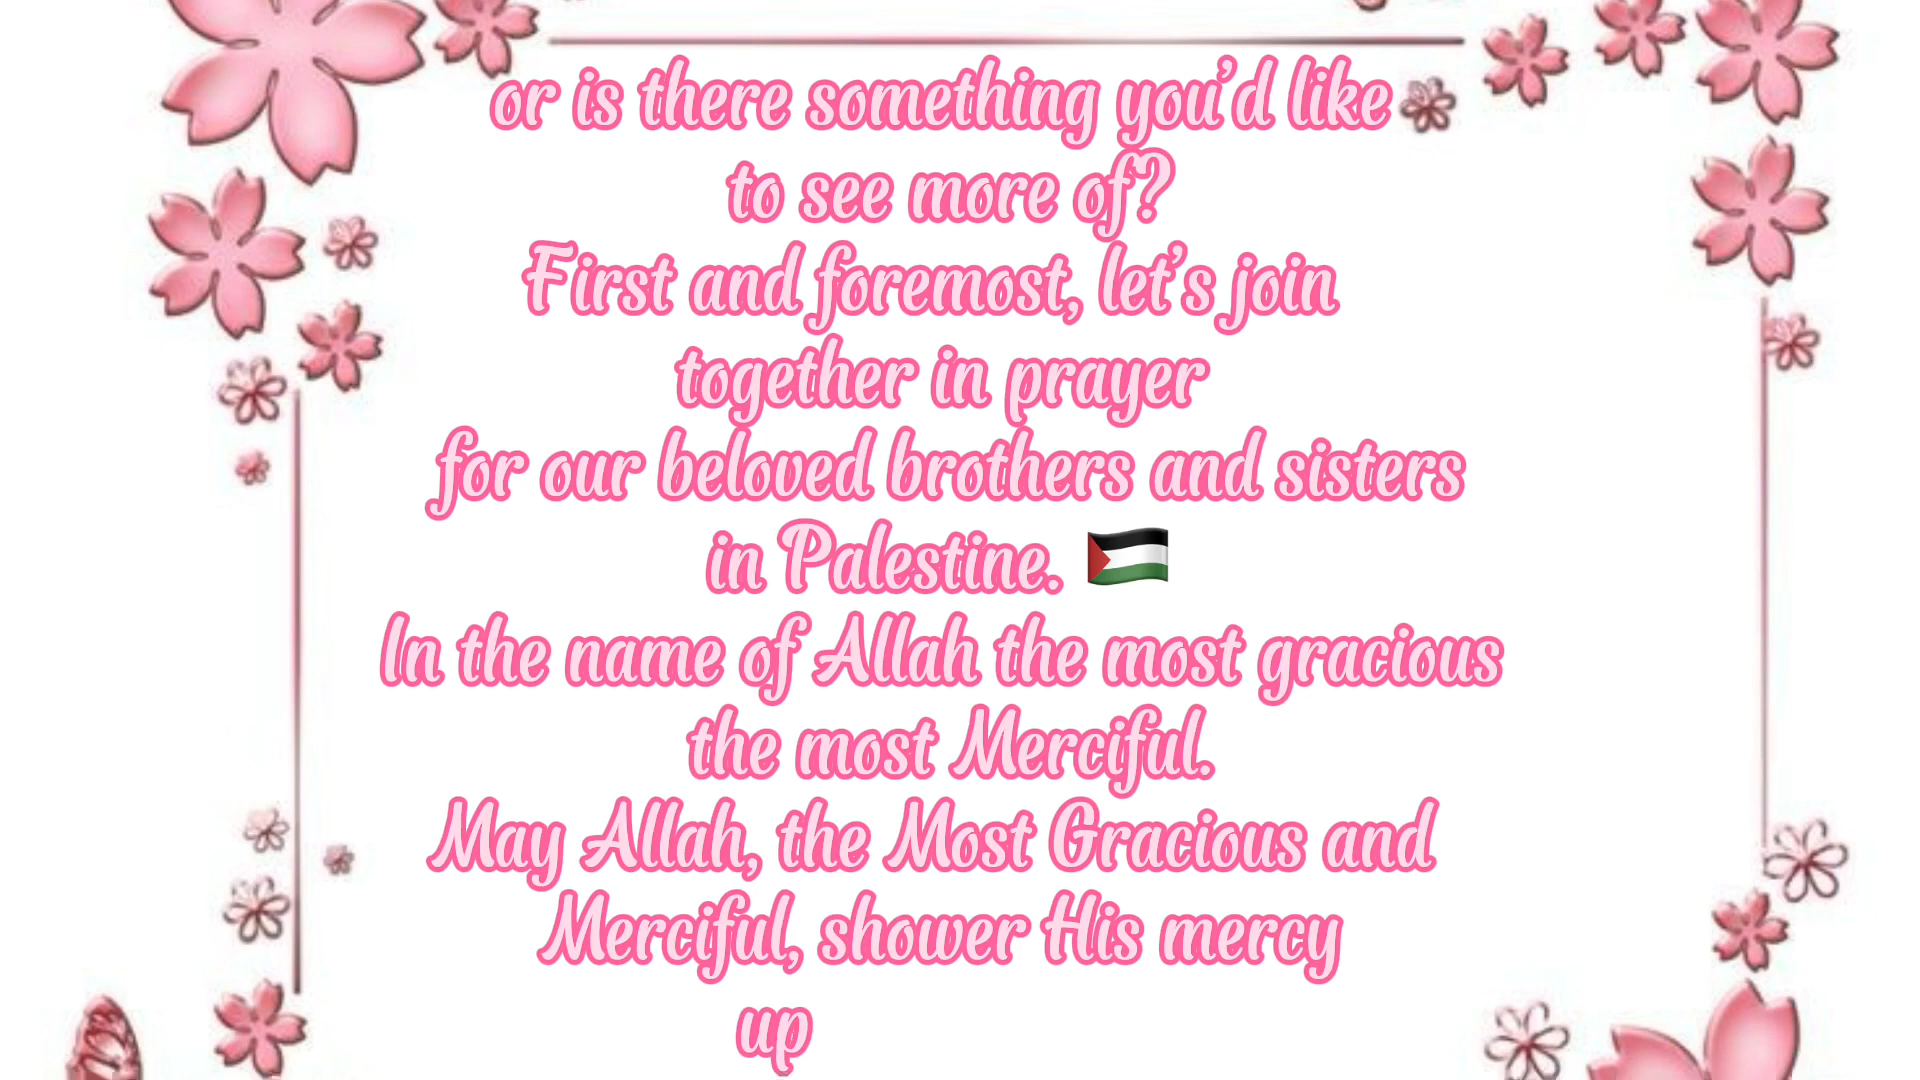 or is there something you’d like
to see more of?
First and foremost, let’s join
together in prayer
for our beloved brothers and sisters
in Palestine. 🇵🇸
In the name of Allah the most gracious
the most Merciful.
May Allah, the Most Gracious and
Merciful, shower His mercy
up